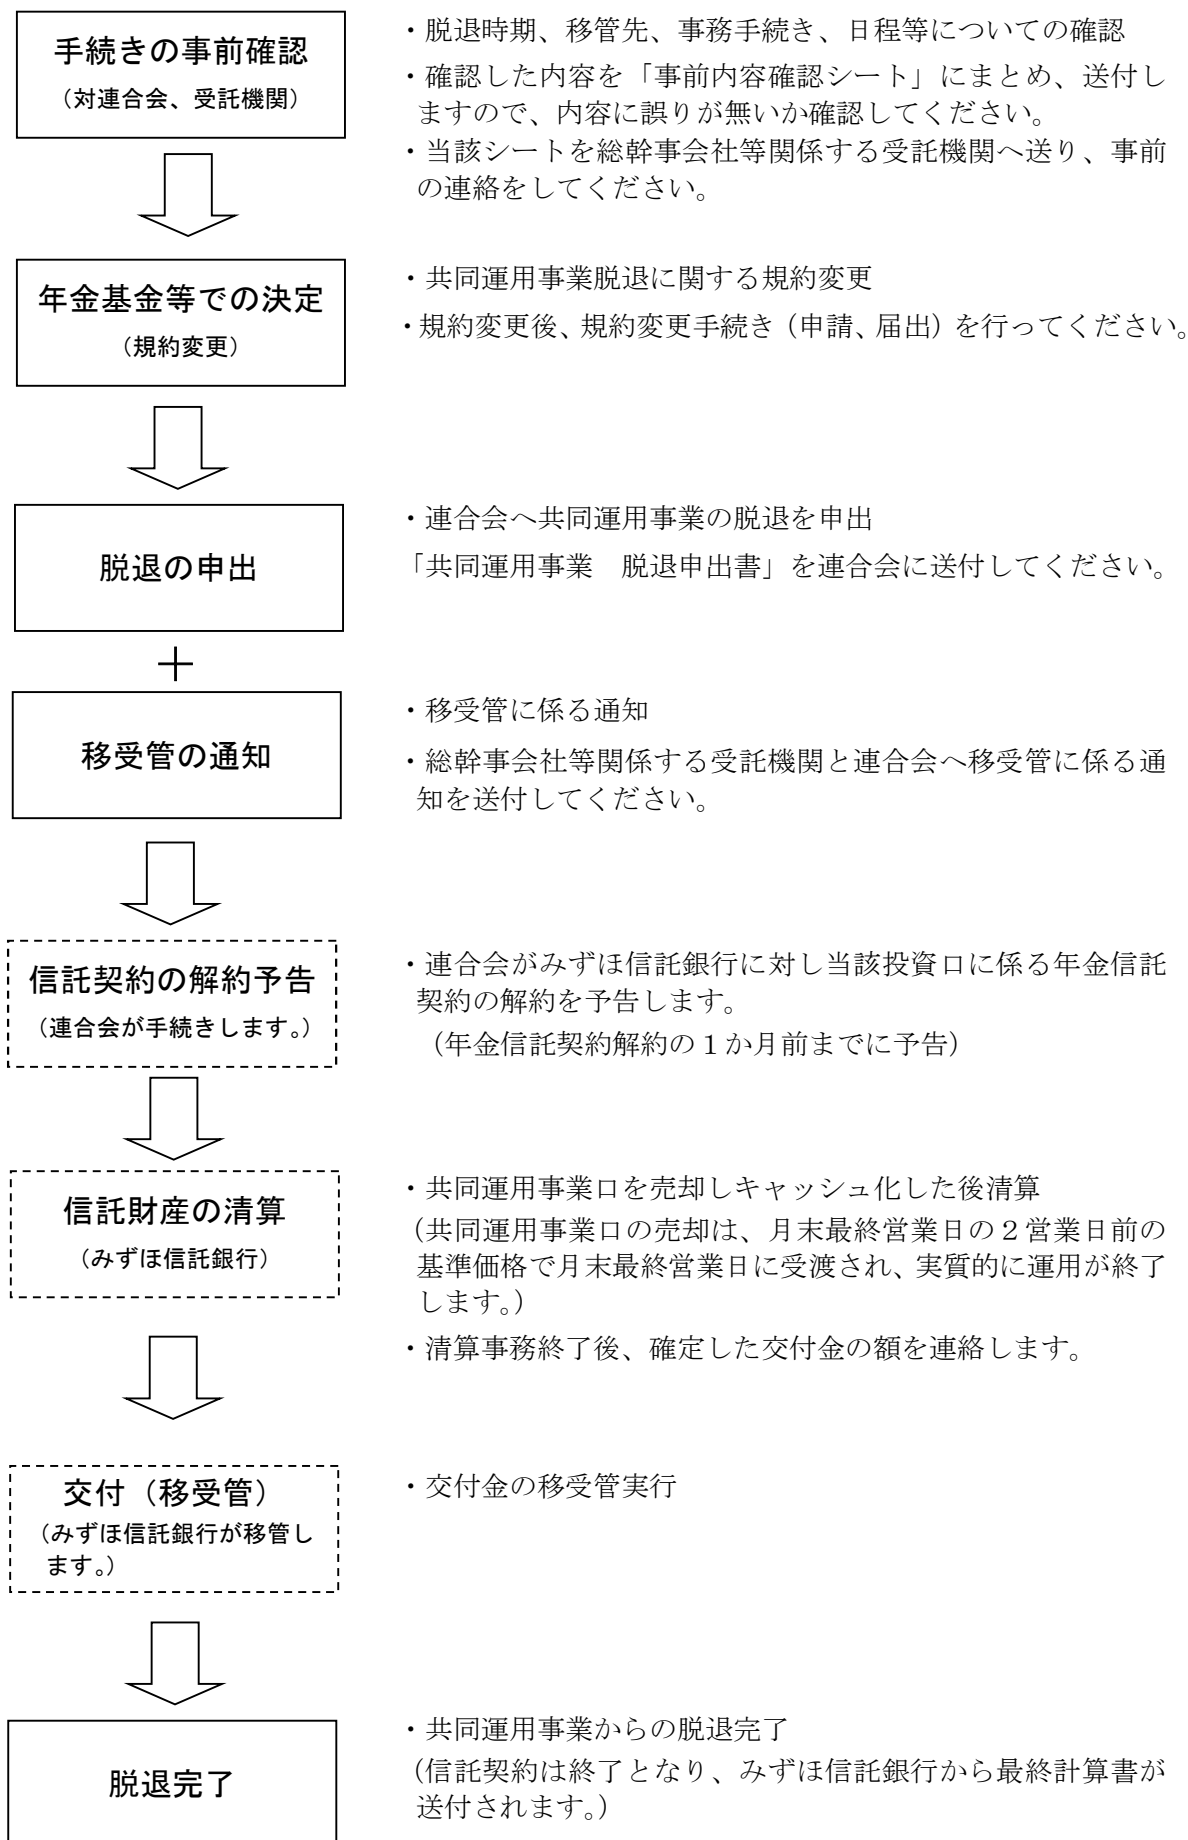 手続きの事前確認
（対連合会、受託機関）
・脱退時期、移管先、事務手続き、日程等についての確認
・確認した内容を「事前内容確認シート」にまとめ、送付し
ますので、内容に誤りが無いか確認してください。
・当該シートを総幹事会社等関係する受託機関へ送り、事前
の連絡をしてください。
年金基金等での決定
（規約変更）
・共同運用事業脱退に関する規約変更
・規約変更後、規約変更手続き（申請、届出）を行ってください。
脱退の申出
・連合会へ共同運用事業の脱退を申出
「共同運用事業　脱退申出書」を連合会に送付してください。
＋
移受管の通知
・移受管に係る通知
・総幹事会社等関係する受託機関と連合会へ移受管に係る通
知を送付してください。
信託契約の解約予告
（連合会が手続きします。）
・連合会がみずほ信託銀行に対し当該投資口に係る年金信託
契約の解約を予告します。
（年金信託契約解約の１か月前までに予告）
信託財産の清算
（みずほ信託銀行）
・共同運用事業口を売却しキャッシュ化した後清算
（共同運用事業口の売却は、月末最終営業日の２営業日前の
基準価格で月末最終営業日に受渡され、実質的に運用が終了
します。）
・清算事務終了後、確定した交付金の額を連絡します。
交付（移受管）
（みずほ信託銀行が移管し
ます。）
・交付金の移受管実行
脱退完了
・共同運用事業からの脱退完了
（信託契約は終了となり、みずほ信託銀行から最終計算書が
送付されます。）